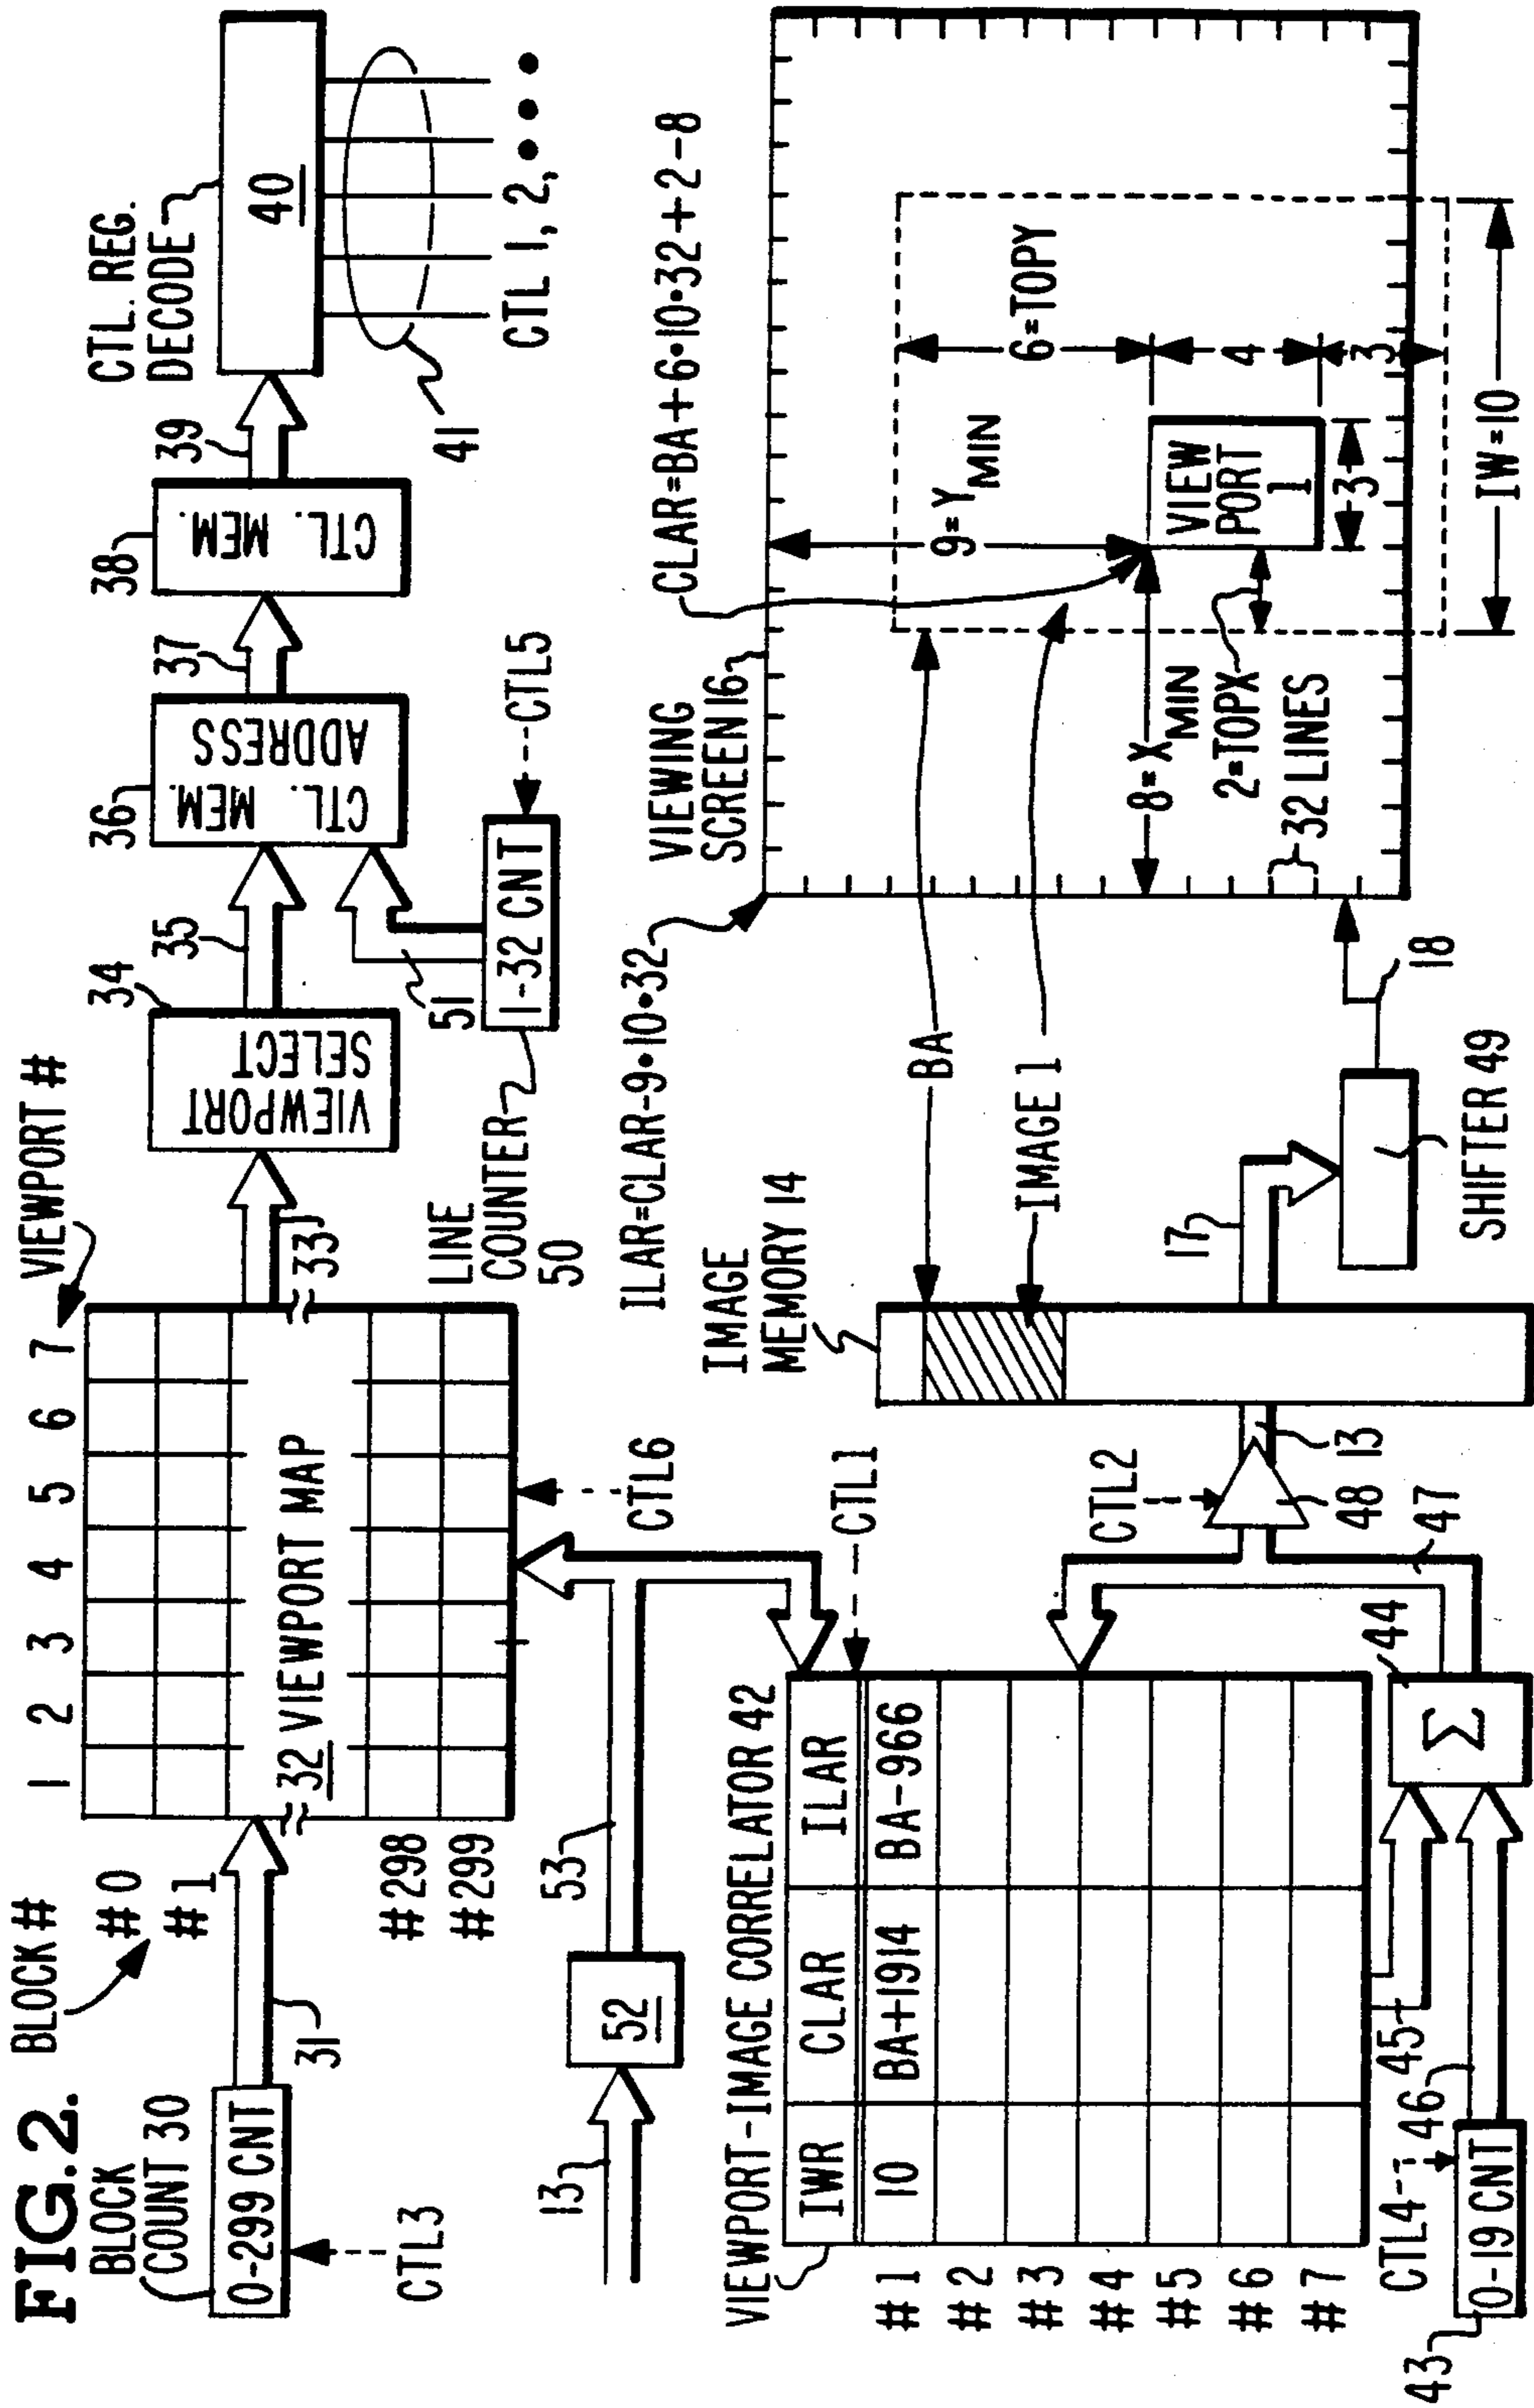 FIG.2.
BLOCK #
VIEWPORT #
1 2 3 4 5 6 7
BLOCK
COUNT 30
0-299 CNT
CTL3
31
#0
#1
#298
#299
32 VIEWPORT MAP
33
CTL6
34
VIEWPORT
SELECT
35
36
CTL. MEM.
ADDRESS
37
38
CTL. MEM.
39
CTL. REG.
DECODE
40
41
CTL 1, 2, •••
LINE
COUNTER
50
1-32 CNT
51
CTL5
13
52
53
VIEWPORT-IMAGE CORRELATOR 42
IWR CLAR ILAR
10 BA+1914 BA-966
#1
#2
#3
#4
#5
#6
#7
CTL1
CTL4
43
0-19 CNT
46
45
44
Σ
47
CTL2
48
13
IMAGE
MEMORY 14
17
SHIFTER 49
18
BA
IMAGE 1
ILAR=CLAR-9•10•32
VIEWING
SCREEN 16
CLAR=BA+6•10•32+2-8
9=YMIN
8=XMIN
2=TOPX
32 LINES
6=TOPY
4
3
VIEW
PORT
1
3
IW=10